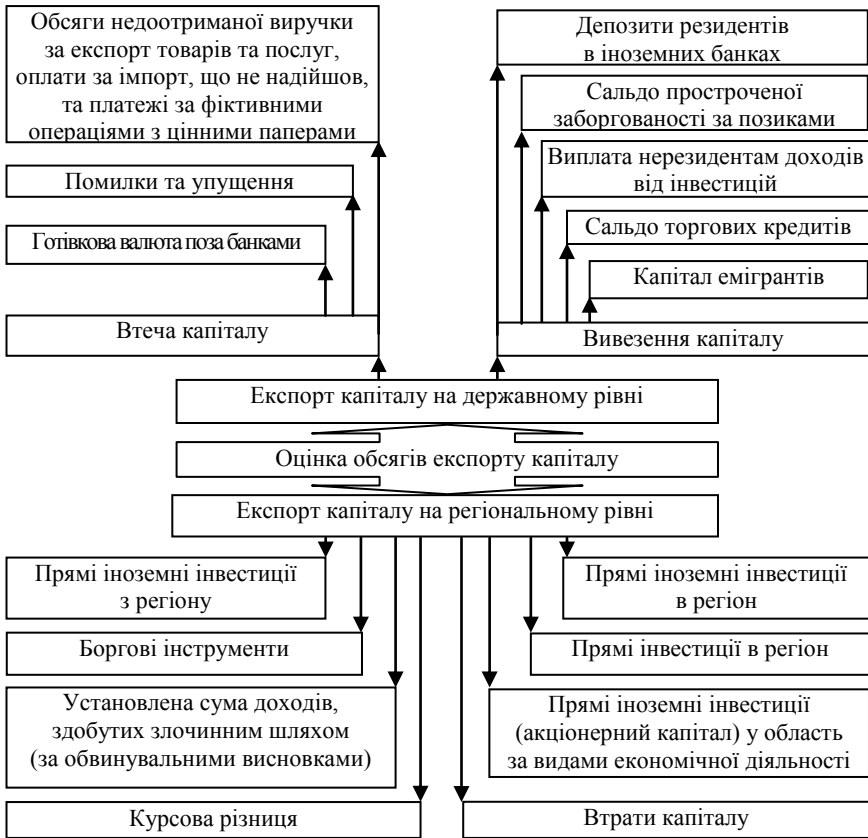 Обсяги недоотриманої виручки
за експорт товарів та послуг,
оплати за імпорт, що не надійшов,
та платежі за фіктивними
операціями з цінними паперами
Помилки та упущення
Готівкова валюта поза банками
Втеча капіталу
Депозити резидентів
в іноземних банках
Сальдо простроченої
заборгованості за позиками
Виплата нерезидентам доходів
від інвестицій
Сальдо торгових кредитів
Капітал емігрантів
Вивезення капіталу
Експорт капіталу на державному рівні
Оцінка обсягів експорту капіталу
Експорт капіталу на регіональному рівні
Прямі іноземні інвестиції
з регіону
Боргові інструменти
Установлена сума доходів,
здобутих злочинним шляхом
(за обвинувальними висновками)
Курсова різниця
Прямі іноземні інвестиції
в регіон
Прямі інвестиції в регіон
Прямі іноземні інвестиції
(акціонерний капітал) у область
за видами економічної діяльності
Втрати капіталу